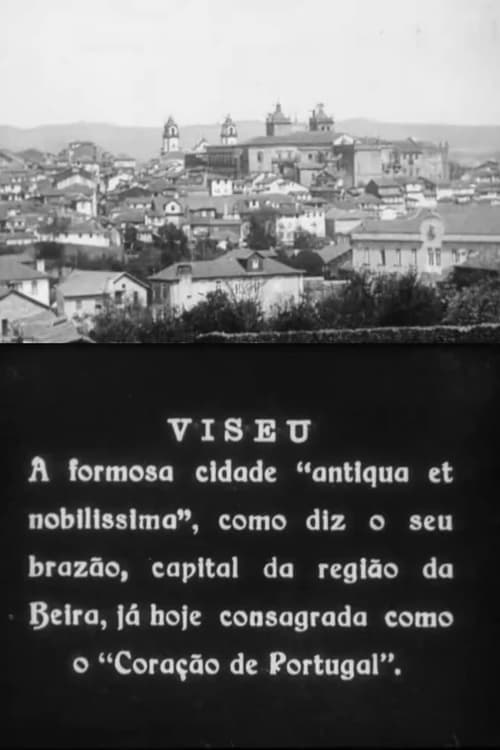 VISEU
A formosa cidade “antiqua et
nobilissima”, como diz o seu
brazão, capital da região da
Beira, já hoje consagrada como
o “Coração de Portugal”.